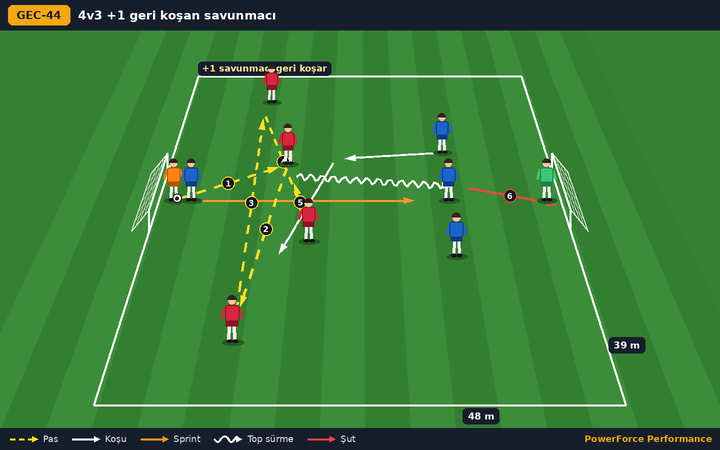 GEC-44 4v3 +1 geri koşan savunmacı
+1 savunmacı geri koşar
1
2
3
5
6
39 m
48 m
Pas Koşu Sprint Top sürme Şut PowerForce Performance